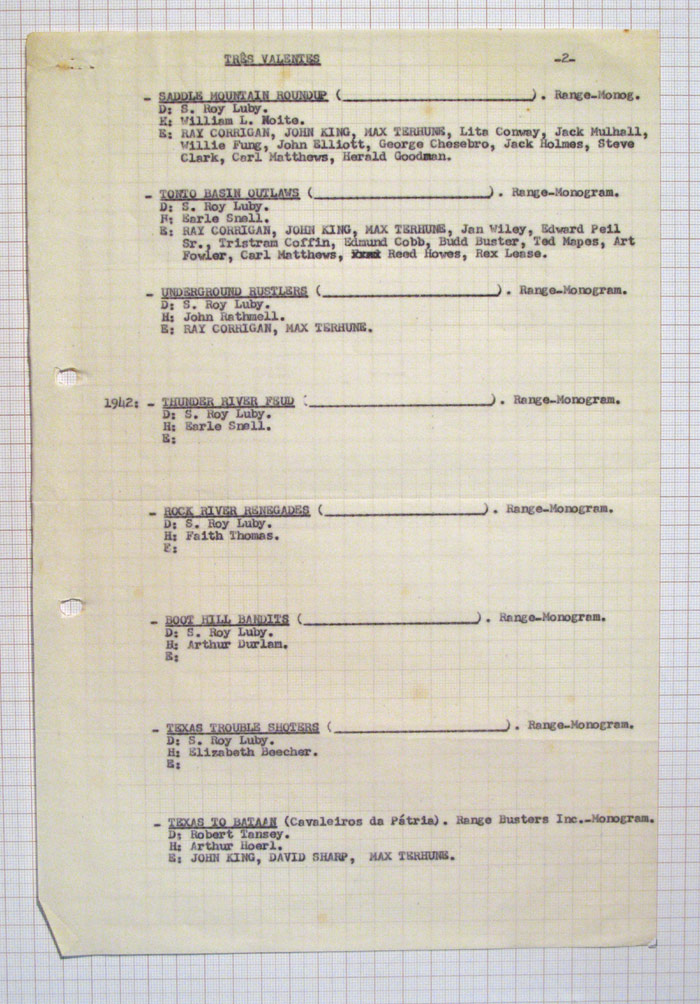 TRÊS VALENTES -2-
- SADDLE MOUNTAIN ROUNDUP (______________________). Range-Monog.
D: S. Roy Luby.
H: William L. Nolte.
E: RAY CORRIGAN, JOHN KING, MAX TERHUNE, Lita Conway, Jack Mulhall,
Willie Fung, John Elliott, George Chesebro, Jack Holmes, Steve
Clark, Carl Matthews, Herald Goodman.
- TONTO BASIN OUTLAWS (______________________). Range-Monogram.
D: S. Roy Luby.
H: Earle Snell.
E: RAY CORRIGAN, JOHN KING, MAX TERHUNE, Jan Wiley, Edward Peil
Sr., Tristram Coffin, Edmund Cobb, Budd Buster, Ted Mapes, Art
Fowler, Carl Matthews, Reed Howes, Rex Lease.
- UNDERGROUND RUSTLERS (______________________). Range-Monogram.
D: S. Roy Luby.
H: John Rathmell.
E: RAY CORRIGAN, MAX TERHUNE.
1942: - THUNDER RIVER FEUD (______________________). Range-Monogram.
D: S. Roy Luby.
H: Earle Snell.
E:
- ROCK RIVER RENEGADES (______________________). Range-Monogram.
D: S. Roy Luby.
H: Faith Thomas.
E:
- BOOT HILL BANDITS (______________________). Range-Monogram.
D: S. Roy Luby.
H: Arthur Durlam.
E:
- TEXAS TROUBLE SHOTERS (______________________). Range-Monogram.
D: S. Roy Luby.
H: Elizabeth Beecher.
E:
- TEXAS TO BATAAN (Cavaleiros da Pátria). Range Busters Inc.-Monogram.
D: Robert Tansey.
H: Arthur Hoerl.
E: JOHN KING, DAVID SHARP, MAX TERHUNE.